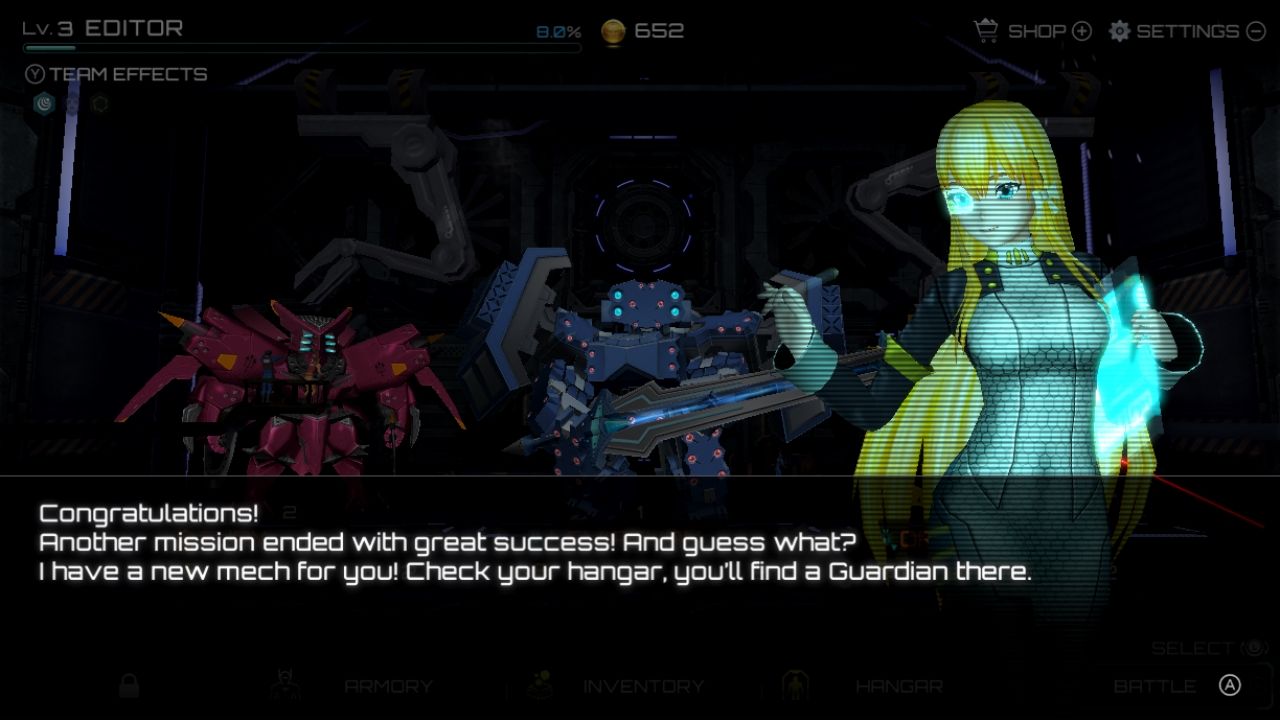 Lv. 3 EDITOR
8.0%
652
SHOP
SETTINGS
Y TEAM EFFECTS
2
1
Congratulations!
Another mission ended with great success! And guess what?
I have a new mech for you! Check your hangar, you'll find a Guardian there.
SELECT
ARMORY
INVENTORY
HANGAR
BATTLE A